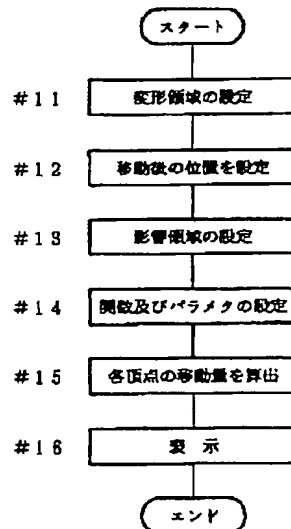 スタート
#11 変形領域の設定
#12 移動後の位置を設定
#13 影響領域の設定
#14 関数及びパラメタの設定
#15 各頂点の移動量を算出
#16 表 示
エンド